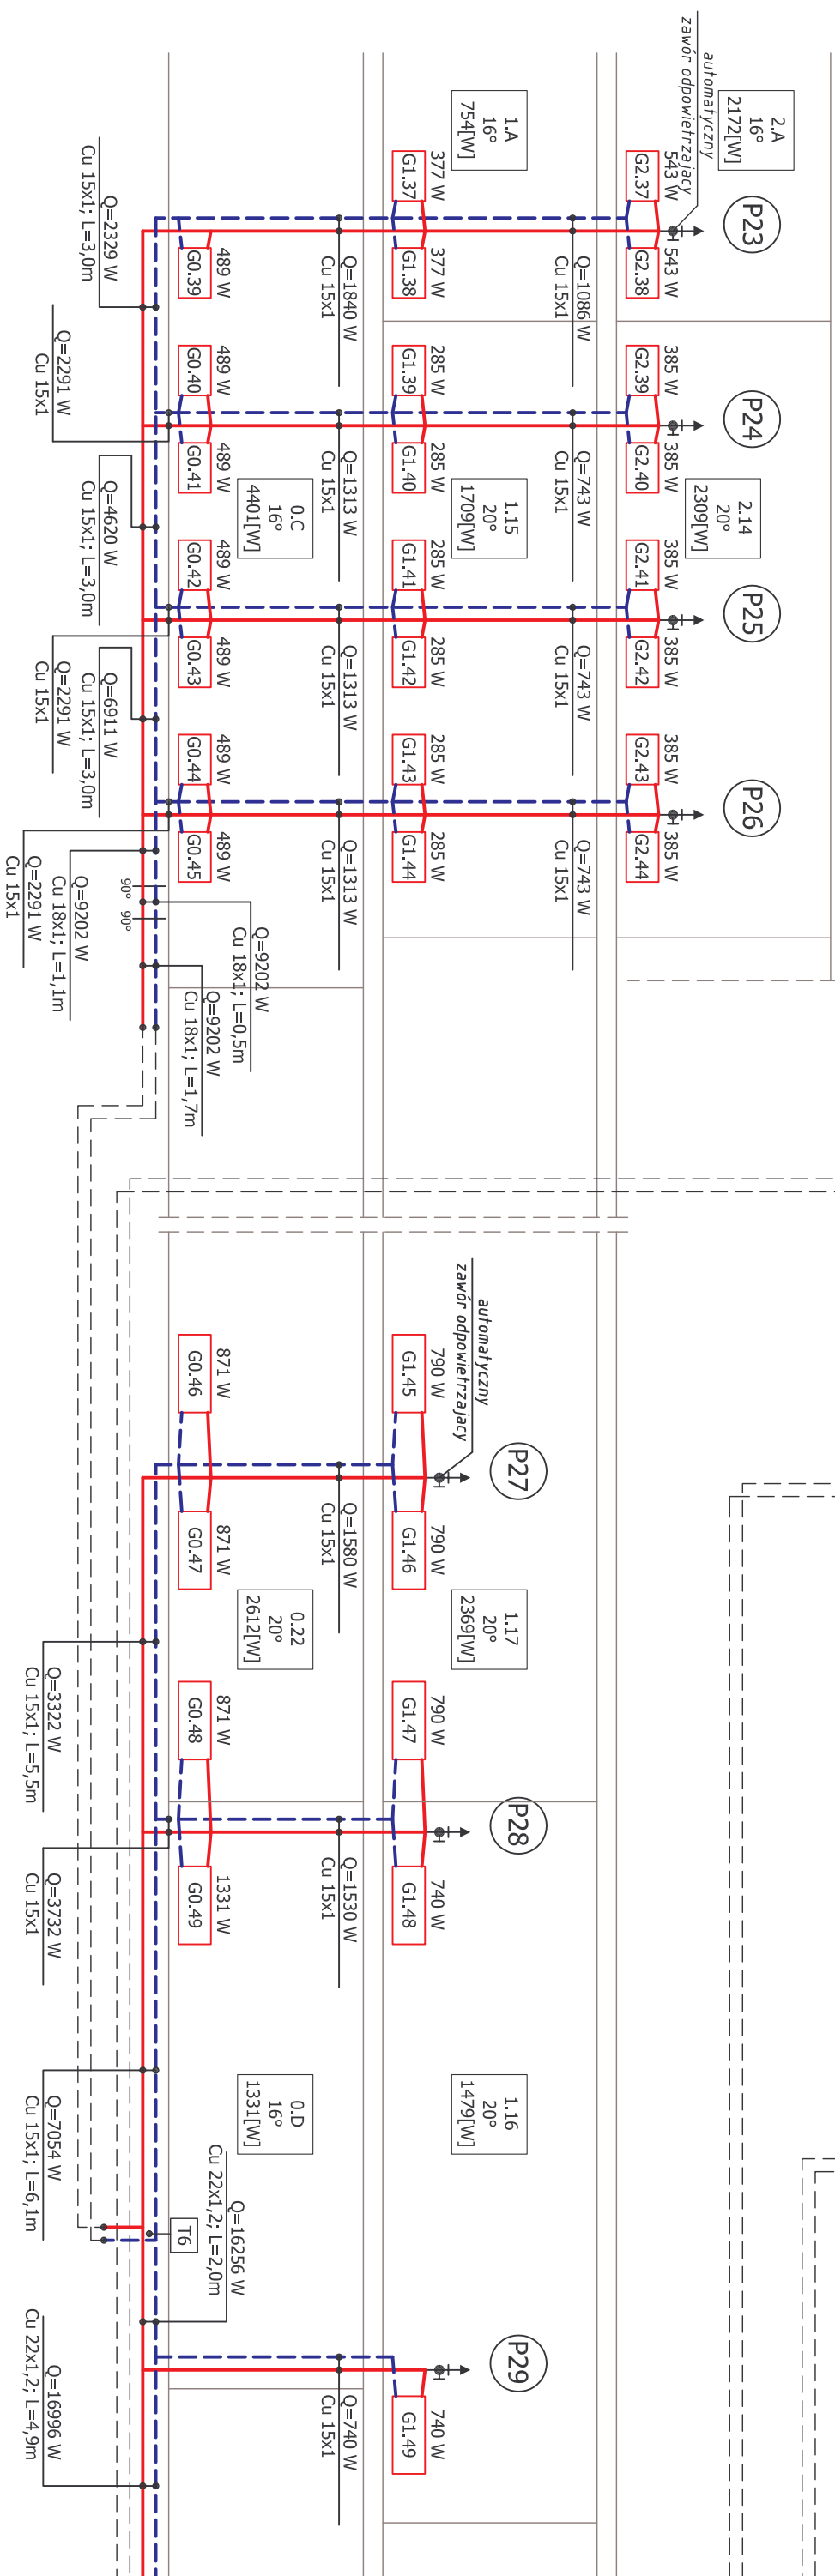 automatyczny
zawór odpowietrzajacy
2.A
16°
2172[W]
P23
543 W
G2.37
543 W
G2.38
1.A
16°
754[W]
377 W
G1.37
377 W
G1.38
Q=1086 W
Cu 15x1
Q=1840 W
Cu 15x1
489 W
G0.39
Q=2329 W
Cu 15x1; L=3,0m
P24
385 W
G2.39
385 W
G2.40
2.14
20°
2309[W]
Q=743 W
Cu 15x1
285 W
G1.39
285 W
G1.40
1.15
20°
1709[W]
Q=1313 W
Cu 15x1
489 W
G0.40
489 W
G0.41
0.C
16°
4401[W]
Q=2291 W
Cu 15x1
Q=4620 W
Cu 15x1; L=3,0m
P25
385 W
G2.41
385 W
G2.42
Q=743 W
Cu 15x1
285 W
G1.41
285 W
G1.42
Q=1313 W
Cu 15x1
489 W
G0.42
489 W
G0.43
Q=6911 W
Cu 15x1; L=3,0m
Q=2291 W
Cu 15x1
P26
385 W
G2.43
385 W
G2.44
Q=743 W
Cu 15x1
285 W
G1.43
285 W
G1.44
Q=1313 W
Cu 15x1
489 W
G0.44
489 W
G0.45
90°
90°
Q=9202 W
Cu 18x1; L=1,1m
Q=2291 W
Cu 15x1
Q=9202 W
Cu 18x1; L=0,5m
Q=9202 W
Cu 18x1; L=1,7m
automatyczny
zawór odpowietrzajacy
P27
790 W
G1.45
790 W
G1.46
Q=1580 W
Cu 15x1
871 W
G0.46
871 W
G0.47
1.17
20°
2369[W]
0.22
20°
2612[W]
Q=3322 W
Cu 15x1; L=5,5m
P28
790 W
G1.47
740 W
G1.48
Q=1530 W
Cu 15x1
871 W
G0.48
1331 W
G0.49
Q=3732 W
Cu 15x1
1.16
20°
1479[W]
0.D
16°
1331[W]
Q=7054 W
Cu 15x1; L=6,1m
T6
Q=16256 W
Cu 22x1,2; L=2,0m
P29
740 W
G1.49
Q=740 W
Cu 15x1
Q=16996 W
Cu 22x1,2; L=4,9m